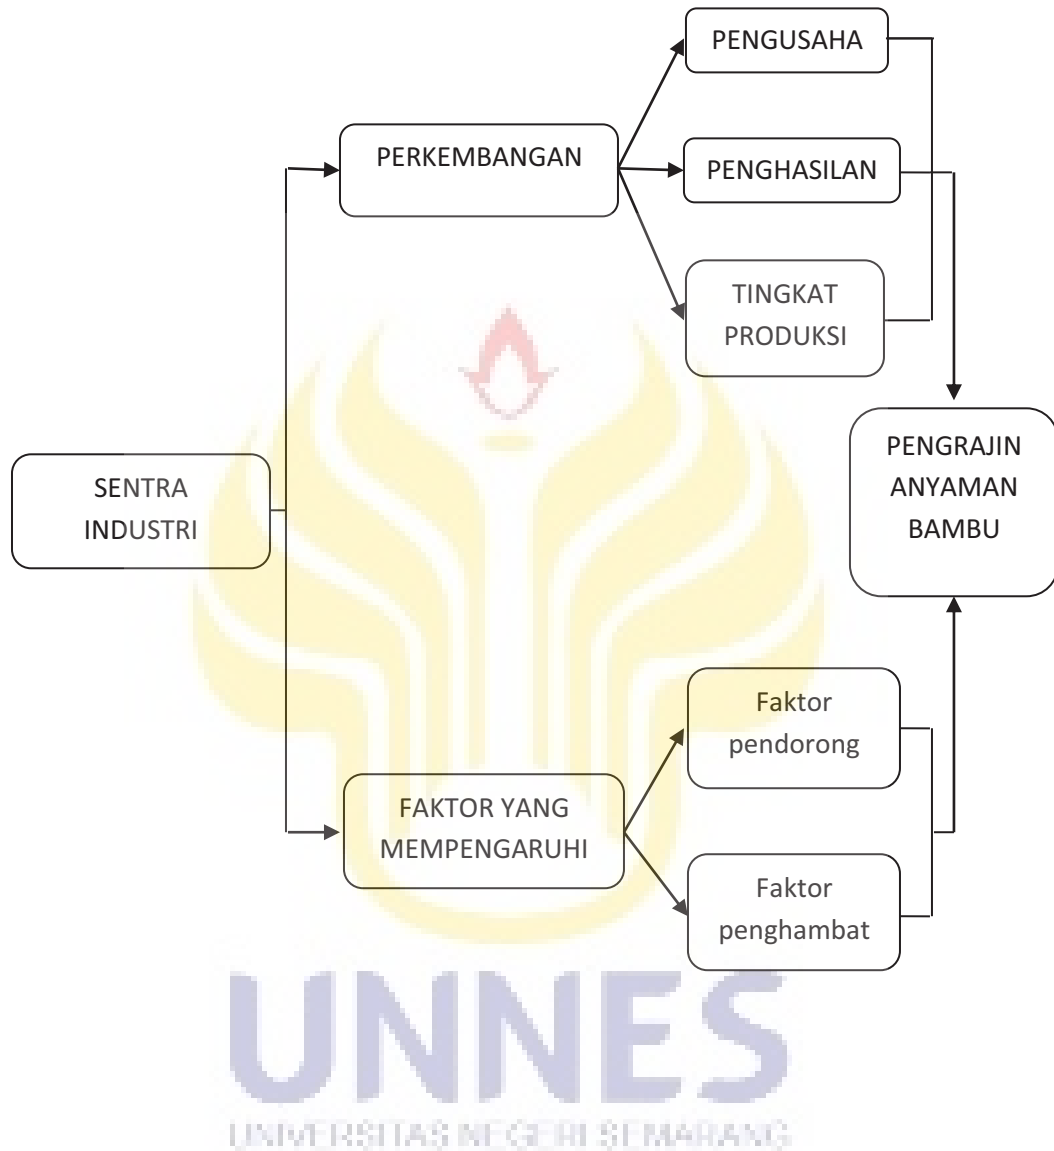 PENGUSAHA
PERKEMBANGAN
PENGHASILAN
TINGKAT
PRODUKSI
PENGRAJIN
ANYAMAN
BAMBU
SENTRA
INDUSTRI
Faktor
pendorong
FAKTOR YANG
MEMPENGARUHI
Faktor
penghambat
UNNES
UNIVERSITAS NEGERI SEMARANG